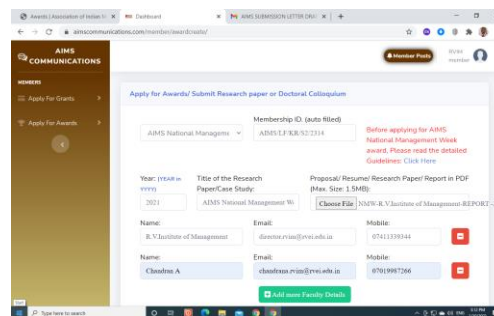 Awards | Association of Indian M
Dashboard
AIMS SUBMISSION LETTER DRA
aimscommunications.com/member/awardcreate/
AIMS
COMMUNICATIONS
Member Posts
RVIM
member
MEMBERS
Apply For Grants
Apply For Awards
Apply for Awards/ Submit Research paper or Doctoral Colloquium
Membership ID. (auto filled)
AIMS National Managem
AIMS/LF/KR/S2/2314
Before applying for AIMS
National Management Week
award, Please read the detailed
Guidelines: Click Here
Year: (YEAR in
YYYY)
Title of the Research
Paper/Case Study:
Proposal/ Resume/ Research Paper/ Report in PDF
(Max. Size: 1.5MB):
2021
AIMS National Management We
Choose File NMW-R.V.Institute of Management-REPORT -
Name:
Email:
Mobile:
R.V.Institute of Management
director.rvim@rvei.edu.in
07411339344
Name:
Email:
Mobile:
Chandran A
chandrana.rvim@rvei.edu.in
07019987266
Add more Faculty Details
Start
Type here to search
ENG